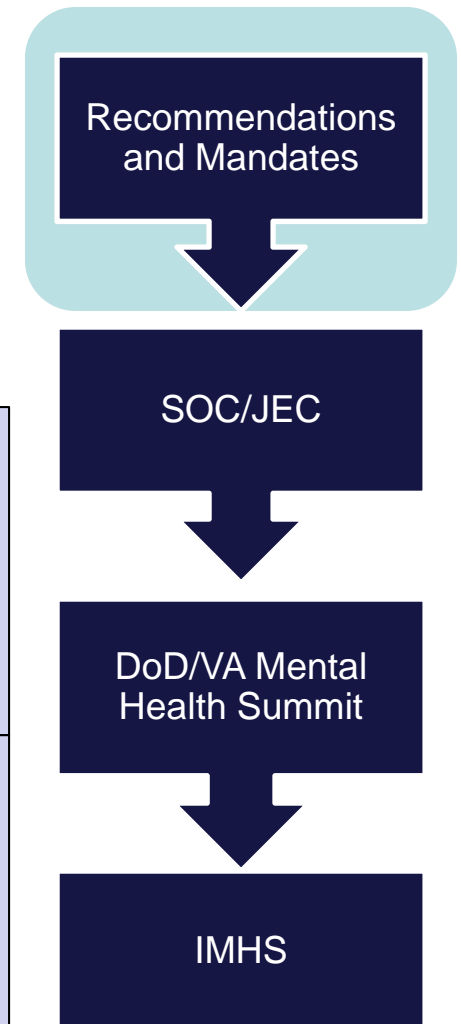 Recommendations
and Mandates
SOC/JEC
DoD/VA Mental
Health Summit
IMHS